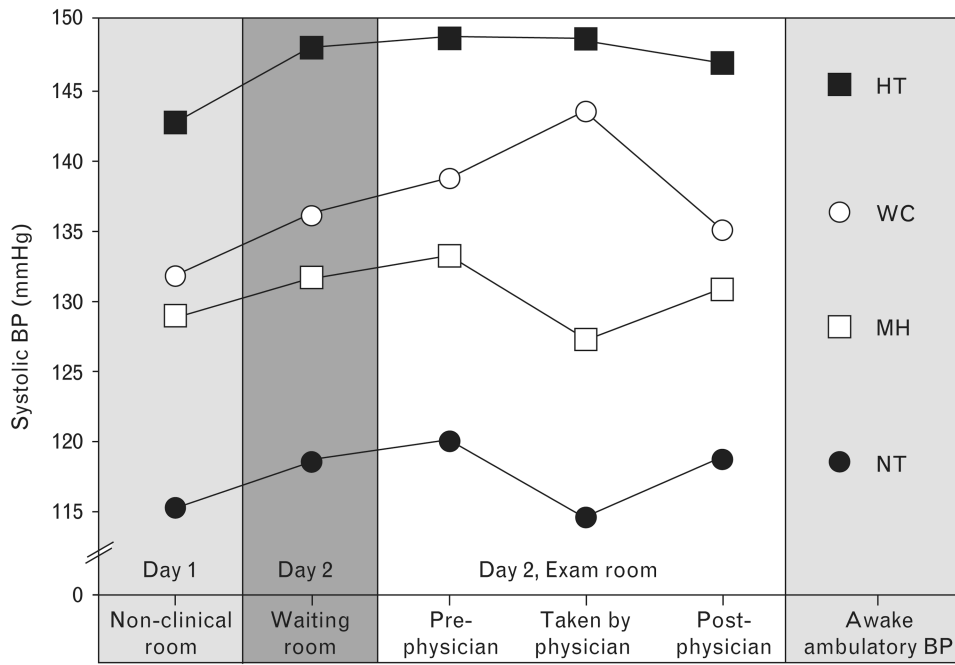 150
145
140
135
130
125
120
115
0
Systolic BP (mmHg)
HT
WC
MH
NT
Day 1
Day 2
Day 2, Exam room
Non-clinical
room
Waiting
room
Pre-
physician
Taken by
physician
Post-
physician
Awake
ambulatory BP